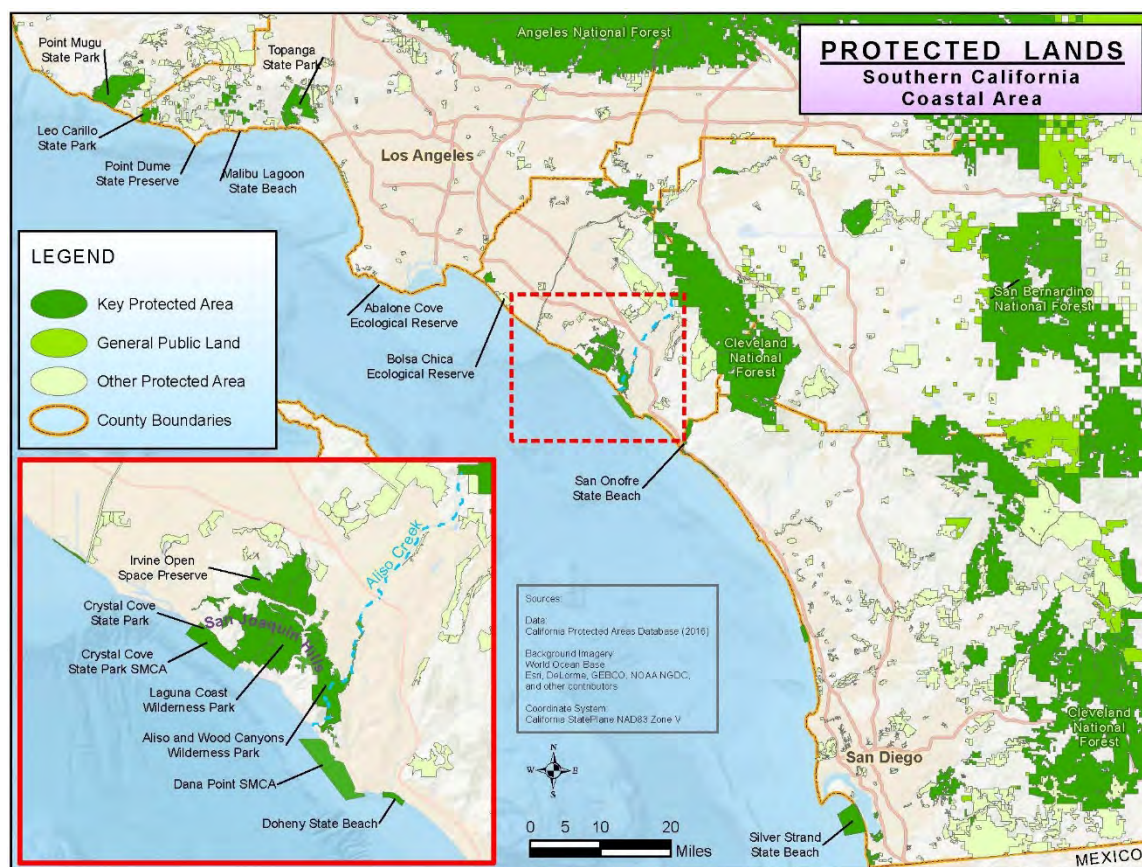 PROTECTED LANDS
Southern California
Coastal Area
Angeles National Forest
Point Mugu
State Park
Topanga
State Park
Leo Carillo
State Park
Point Dume
State Preserve
Malibu Lagoon
State Beach
Los Angeles
LEGEND
Key Protected Area
General Public Land
Other Protected Area
County Boundaries
Abalone Cove
Ecological Reserve
Bolsa Chica
Ecological Reserve
Cleveland
National
Forest
San Bernardino
National Forest
San Onofre
State Beach
Irvine Open
Space Preserve
Aliso Creek
Crystal Cove
State Park
San Joaquin Hills
Crystal Cove
State Park SMCA
Laguna Coast
Wilderness Park
Aliso and Wood Canyons
Wilderness Park
Dana Point SMCA
Doheny State Beach
Sources:
Data:
California Protected Areas Database (2016)
Background Imagery
World Ocean Base
Esri, DeLorme, GEBCO, NOAA NGDC,
and other contributors
Coordinate System:
California StatePlane NAD83 Zone V
N
W E
S
0 5 10 20
Miles
San Diego
Cleveland
National
Forest
Silver Strand
State Beach
MEXICO